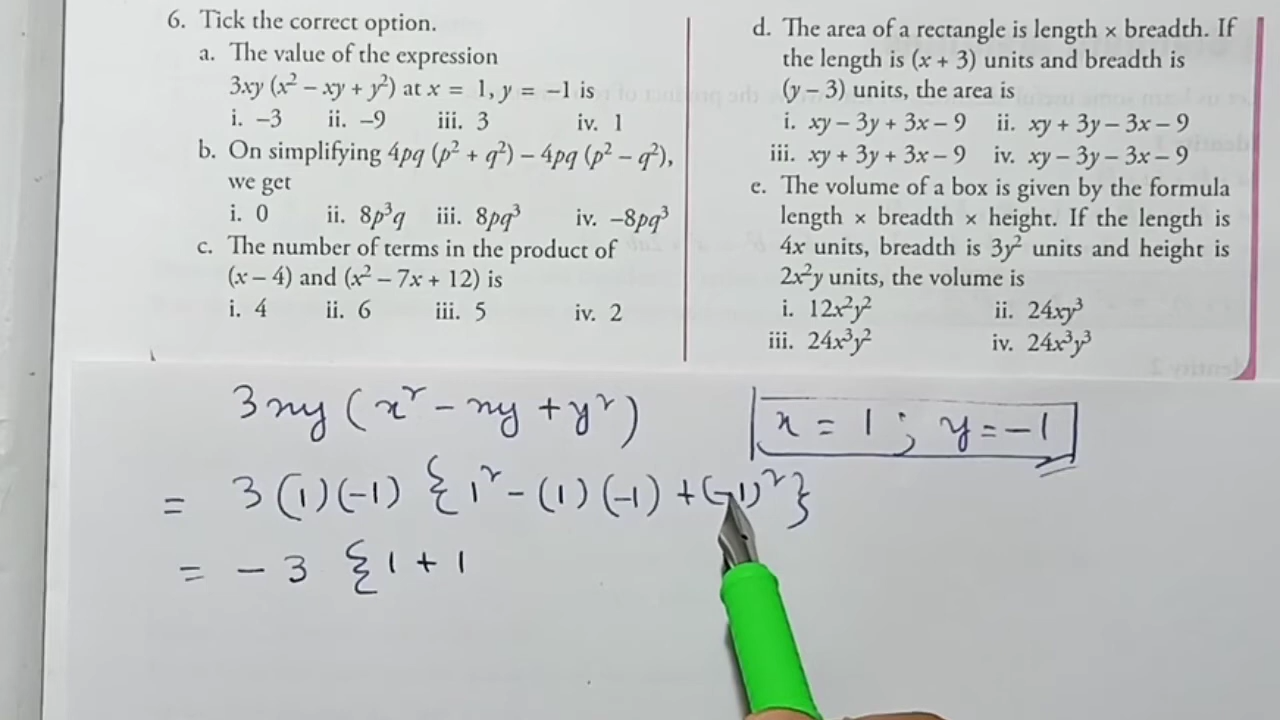 6. Tick the correct option.
a. The value of the expression
3xy (x² – xy + y²) at x = 1, y = –1 is
i. –3 ii. –9 iii. 3 iv. 1
b. On simplifying 4pq (p² + q²) – 4pq (p² – q²),
we get
i. 0 ii. 8p³q iii. 8pq³ iv. –8pq³
c. The number of terms in the product of
(x – 4) and (x² – 7x + 12) is
i. 4 ii. 6 iii. 5 iv. 2
d. The area of a rectangle is length × breadth. If
the length is (x + 3) units and breadth is
(y – 3) units, the area is
i. xy – 3y + 3x – 9 ii. xy + 3y – 3x – 9
iii. xy + 3y + 3x – 9 iv. xy – 3y – 3x – 9
e. The volume of a box is given by the formula
length × breadth × height. If the length is
4x units, breadth is 3y² units and height is
2x²y units, the volume is
i. 12x²y² ii. 24xy³
iii. 24x³y² iv. 24x³y³
3xy (x² – xy + y²)
x = 1 ; y = –1
= 3 (1) (–1) { 1² – (1) (–1) + (–1)² }
= – 3 { 1 + 1